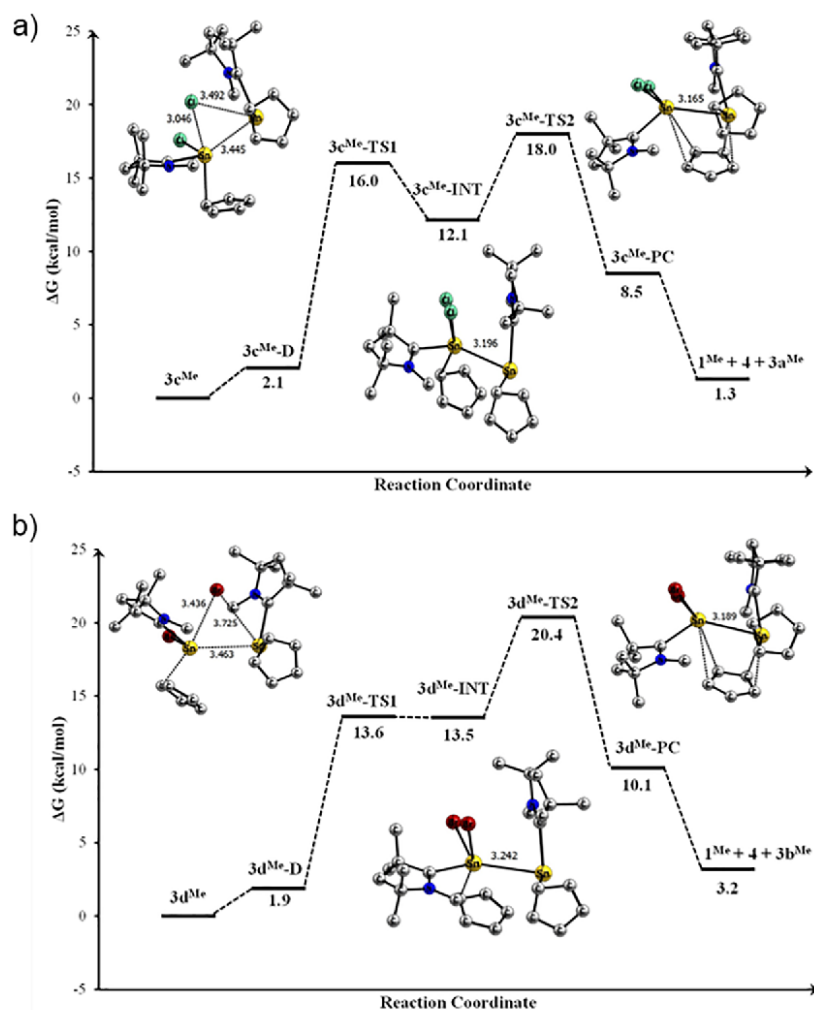 a)
25
20
15
10
5
0
-5
ΔG (kcal/mol)
Reaction Coordinate
3cᴹᵉ
3cᴹᵉ-D
2.1
3cᴹᵉ-TS1
16.0
3cᴹᵉ-INT
12.1
3cᴹᵉ-TS2
18.0
3cᴹᵉ-PC
8.5
1ᴹᵉ + 4 + 3aᴹᵉ
1.3
3.492
3.046
3.445
3.196
3.165
b)
25
20
15
10
5
0
-5
ΔG (kcal/mol)
Reaction Coordinate
3dᴹᵉ
3dᴹᵉ-D
1.9
3dᴹᵉ-TS1
13.6
3dᴹᵉ-INT
13.5
3dᴹᵉ-TS2
20.4
3dᴹᵉ-PC
10.1
1ᴹᵉ + 4 + 3bᴹᵉ
3.2
3.436
3.725
3.463
3.242
3.189